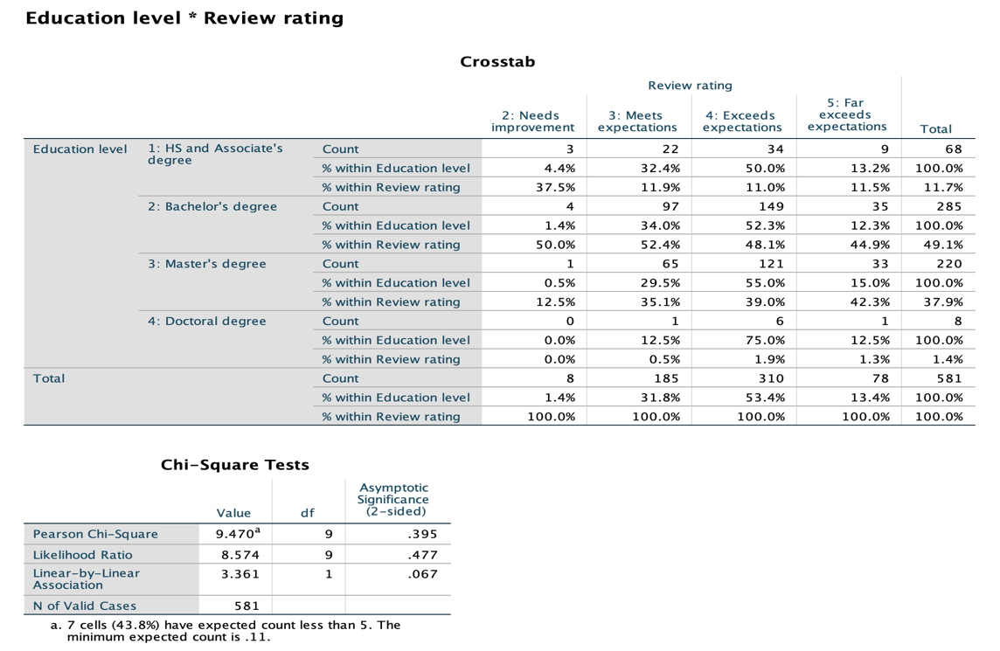 Education level * Review rating
Crosstab
Review rating
2: Needs improvement 3: Meets expectations 4: Exceeds expectations 5: Far exceeds expectations Total
Education level 1: HS and Associate's degree Count 3 22 34 9 68
% within Education level 4.4% 32.4% 50.0% 13.2% 100.0%
% within Review rating 37.5% 11.9% 11.0% 11.5% 11.7%
2: Bachelor's degree Count 4 97 149 35 285
% within Education level 1.4% 34.0% 52.3% 12.3% 100.0%
% within Review rating 50.0% 52.4% 48.1% 44.9% 49.1%
3: Master's degree Count 1 65 121 33 220
% within Education level 0.5% 29.5% 55.0% 15.0% 100.0%
% within Review rating 12.5% 35.1% 39.0% 42.3% 37.9%
4: Doctoral degree Count 0 1 6 1 8
% within Education level 0.0% 12.5% 75.0% 12.5% 100.0%
% within Review rating 0.0% 0.5% 1.9% 1.3% 1.4%
Total Count 8 185 310 78 581
% within Education level 1.4% 31.8% 53.4% 13.4% 100.0%
% within Review rating 100.0% 100.0% 100.0% 100.0% 100.0%
Chi-Square Tests
Value df Asymptotic Significance (2-sided)
Pearson Chi-Square 9.470a 9 .395
Likelihood Ratio 8.574 9 .477
Linear-by-Linear Association 3.361 1 .067
N of Valid Cases 581
a. 7 cells (43.8%) have expected count less than 5. The
minimum expected count is .11.